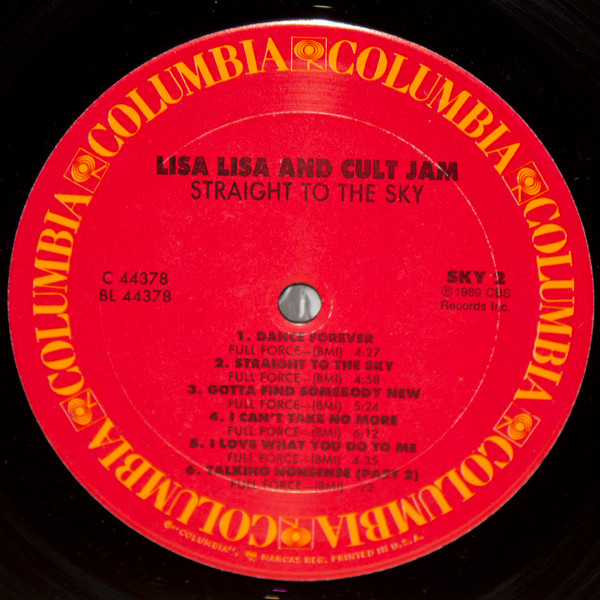 COLUMBIA COLUMBIA COLUMBIA COLUMBIA COLUMBIA COLUMBIA COLUMBIA COLUMBIA
LISA LISA AND CULT JAM
STRAIGHT TO THE SKY
C 44378
BL 44378
SKY 2
Ⓟ 1989 CBS
Records Inc.
1. DANCE FOREVER
FULL FORCE—(BMI) 4:27
2. STRAIGHT TO THE SKY
FULL FORCE—(BMI) 4:58
3. GOTTA FIND SOMEBODY NEW
FULL FORCE—(BMI) 5:24
4. I CAN'T TAKE NO MORE
FULL FORCE—(BMI) 6:12
5. I LOVE WHAT YOU DO TO ME
FULL FORCE—(BMI) 4:35
6. TALKING NONSENSE (PART 2)
FULL FORCE—(BMI)
"COLUMBIA", MARCAS REG. PRINTED IN U.S.A.